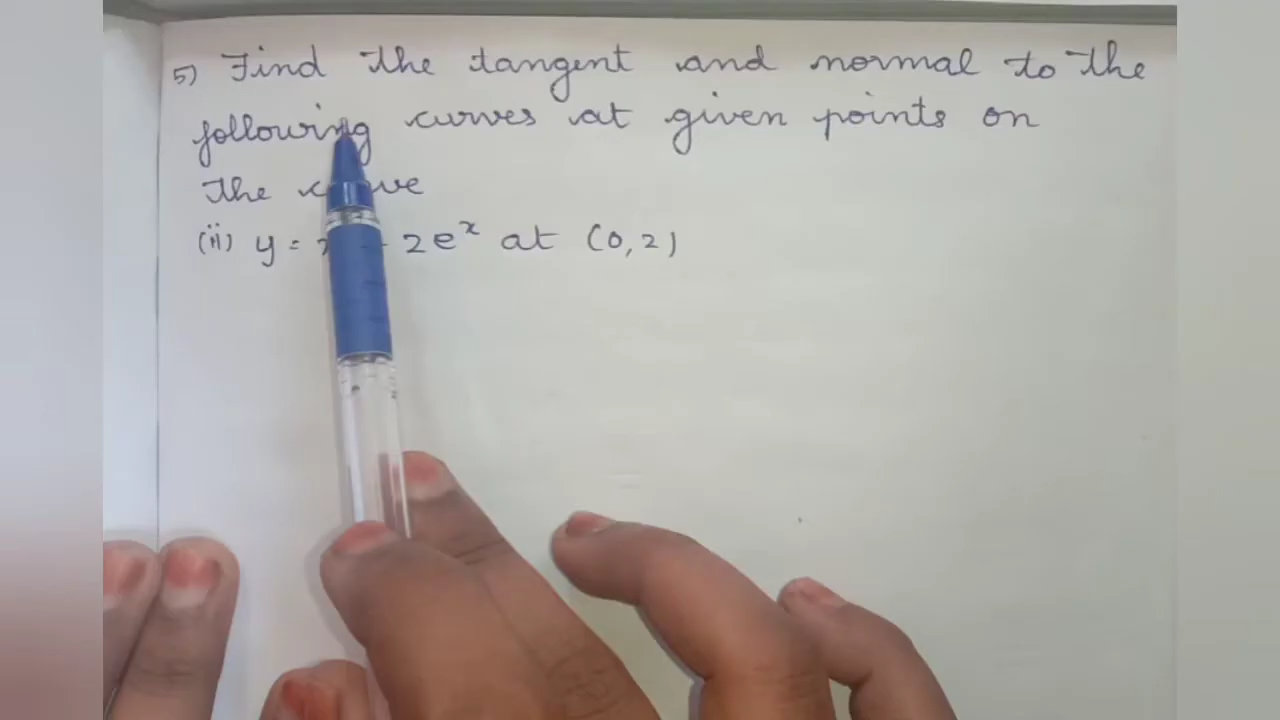 5) Find the tangent and normal to the
following curves at given points on
the
(ii) y = 2e^x at (0,2)